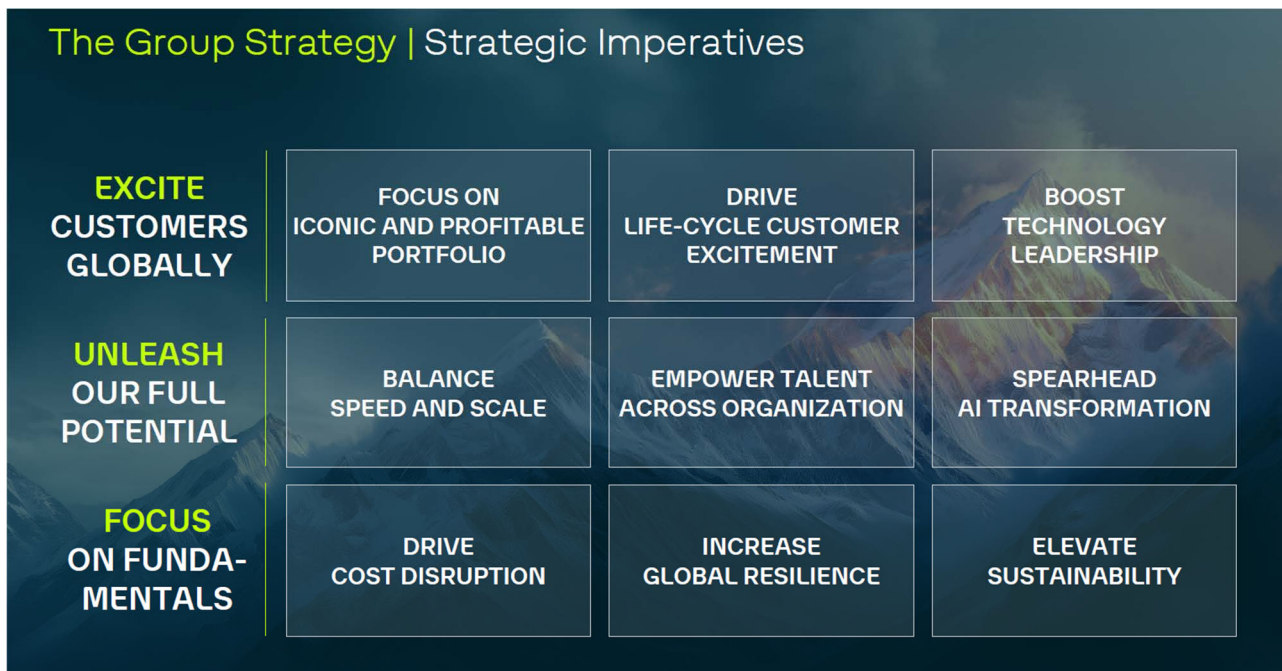 The Group Strategy | Strategic Imperatives
EXCITE
CUSTOMERS
GLOBALLY
FOCUS ON
ICONIC AND PROFITABLE
PORTFOLIO
DRIVE
LIFE-CYCLE CUSTOMER
EXCITEMENT
BOOST
TECHNOLOGY
LEADERSHIP
UNLEASH
OUR FULL
POTENTIAL
BALANCE
SPEED AND SCALE
EMPOWER TALENT
ACROSS ORGANIZATION
SPEARHEAD
AI TRANSFORMATION
FOCUS
ON FUNDA-
MENTALS
DRIVE
COST DISRUPTION
INCREASE
GLOBAL RESILIENCE
ELEVATE
SUSTAINABILITY